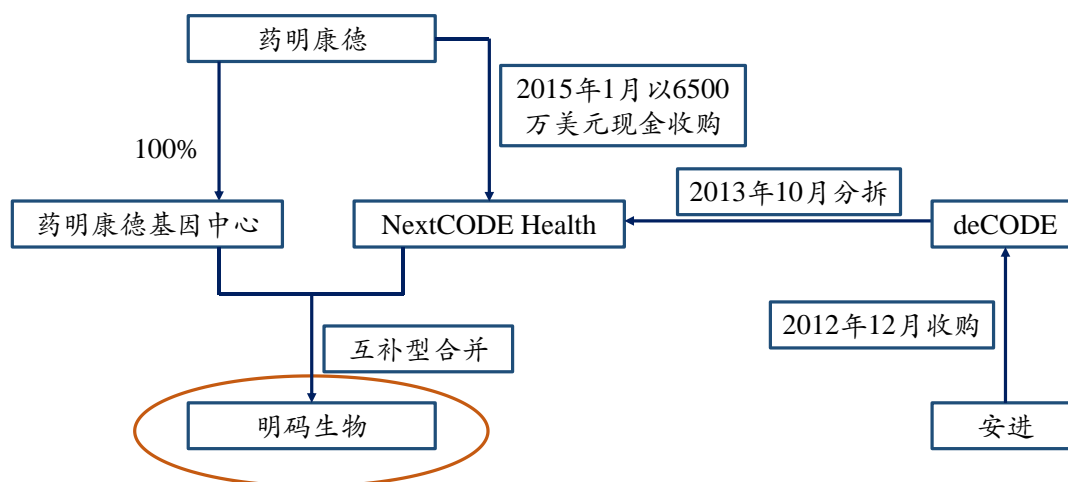 药明康德
2015年1月以6500
万美元现金收购
100%
2013年10月分拆
药明康德基因中心
NextCODE Health
deCODE
2012年12月收购
互补型合并
明码生物
安进